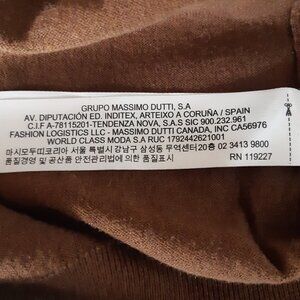 GRUPO MASSIMO DUTTI, S.A
AV. DIPUTACIÓN ED. INDITEX, ARTEIXO A CORUÑA / SPAIN
C.I.F A-78115201-TENDENZA NOVA, S.A.S SIC 900.232.961
FASHION LOGISTICS LLC - MASSIMO DUTTI CANADA, INC CA56976
WORLD CLASS MODA S.A RUC 1792442621001
마시모두띠코리아 서울 특별시강남구 삼성동 무역센터20층 02 3413 9800
품질경영 및 공산품 안전관리법에 의한 품질표시 RN 119227